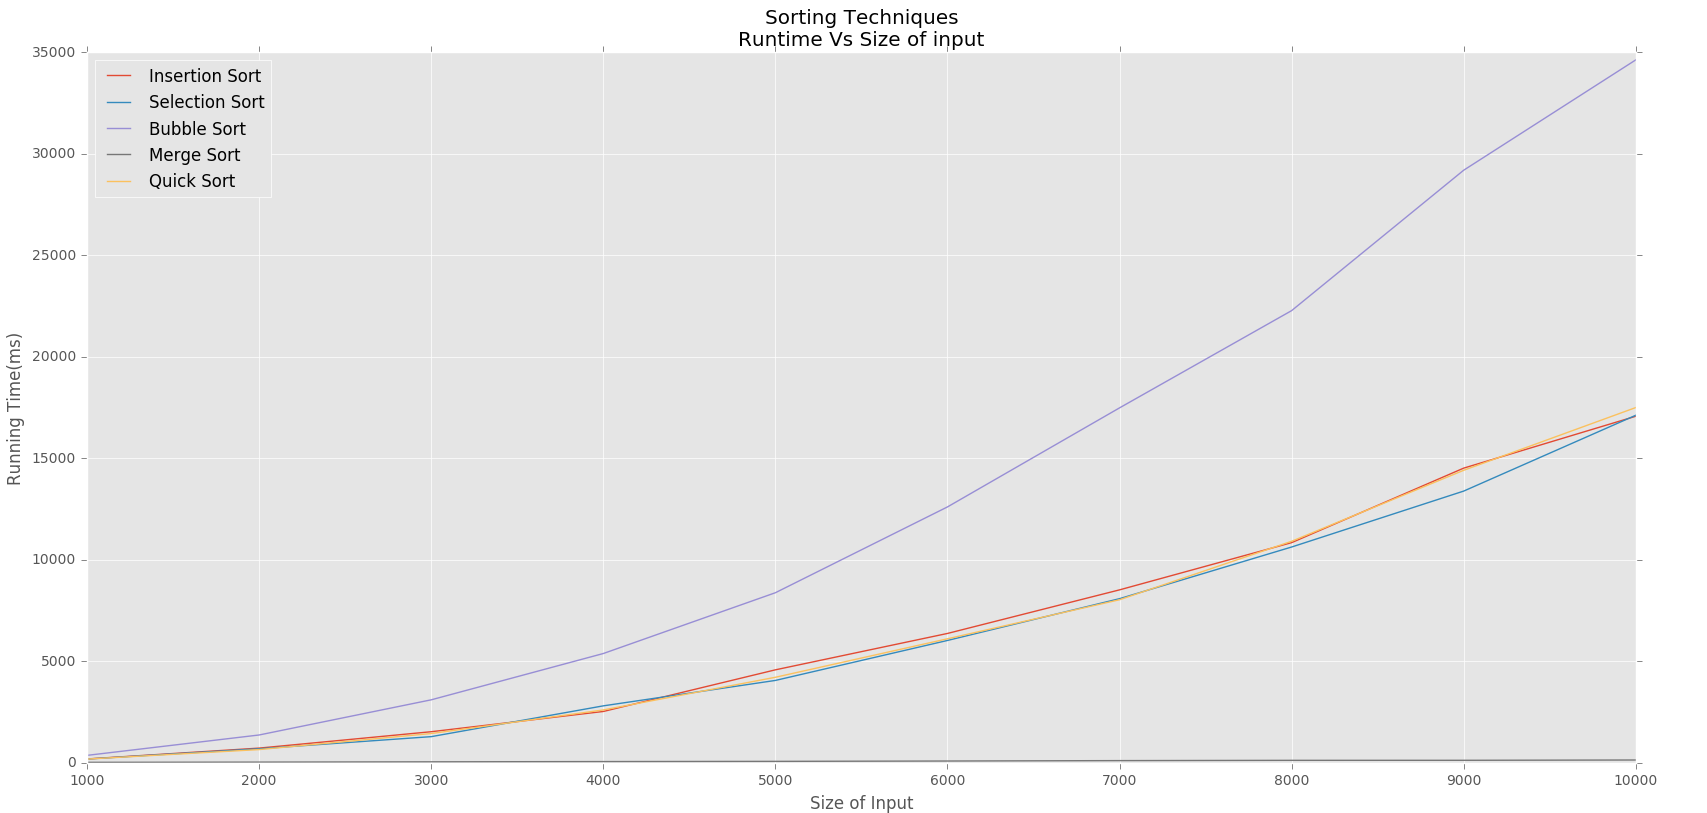 Sorting Techniques
Runtime Vs Size of input
35000
30000
25000
20000
15000
10000
5000
0
Insertion Sort
Selection Sort
Bubble Sort
Merge Sort
Quick Sort
Running Time(ms)
1000 2000 3000 4000 5000 6000 7000 8000 9000 10000
Size of Input